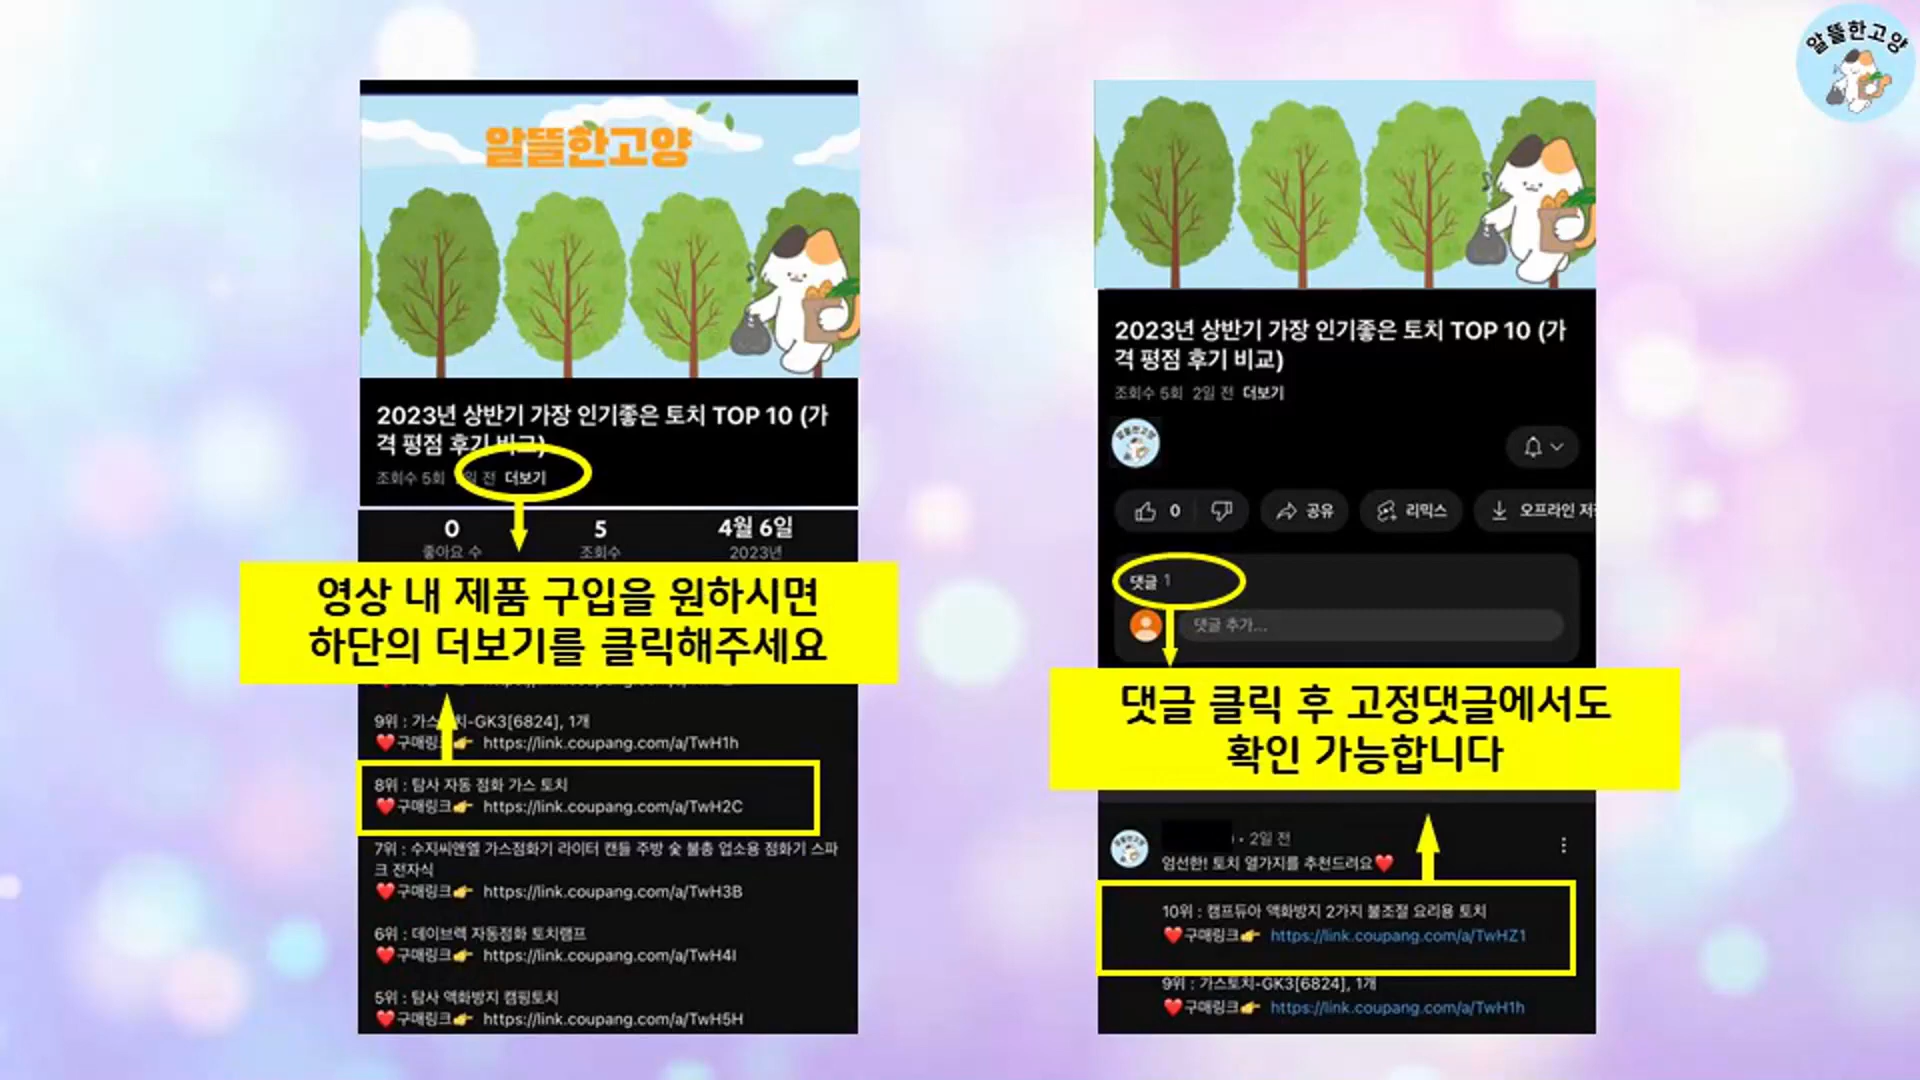 알뜰한고양
알뜰한고양
2023년 상반기 가장 인기좋은 토치 TOP 10 (가
격 평점 후기 비교)
조회수 5회 일 전 더보기
0
좋아요 수
5
조회수
4월 6일
2023년
영상 내 제품 구입을 원하시면
하단의 더보기를 클릭해주세요
9위 : 가스토치-GK3[6824], 1개
❤️구매링크👉 https://link.coupang.com/a/TwH1h
8위 : 탐사 자동 점화 가스 토치
❤️구매링크👉 https://link.coupang.com/a/TwH2C
7위 : 수지씨앤엘 가스점화기 라이터 캔들 주방 숯 불총 업소용 점화기 스파
크 전자식
❤️구매링크👉 https://link.coupang.com/a/TwH3B
6위 : 데이브렉 자동점화 토치램프
❤️구매링크👉 https://link.coupang.com/a/TwH4I
5위 : 탐사 액화방지 캠핑토치
❤️구매링크👉 https://link.coupang.com/a/TwH5H
2023년 상반기 가장 인기좋은 토치 TOP 10 (가
격 평점 후기 비교)
조회수 5회 2일 전 더보기
알뜰한고양
0
공유
리믹스
오프라인 저
댓글 1
댓글 추가...
댓글 클릭 후 고정댓글에서도
확인 가능합니다
알뜰한고양
• 2일 전
엄선한! 토치 열가지를 추천드려요❤️
10위 : 캠프듀아 액화방지 2가지 불조절 요리용 토치
❤️구매링크👉 https://link.coupang.com/a/TwHZ1
9위 : 가스토치-GK3[6824], 1개
❤️구매링크👉 https://link.coupang.com/a/TwH1h